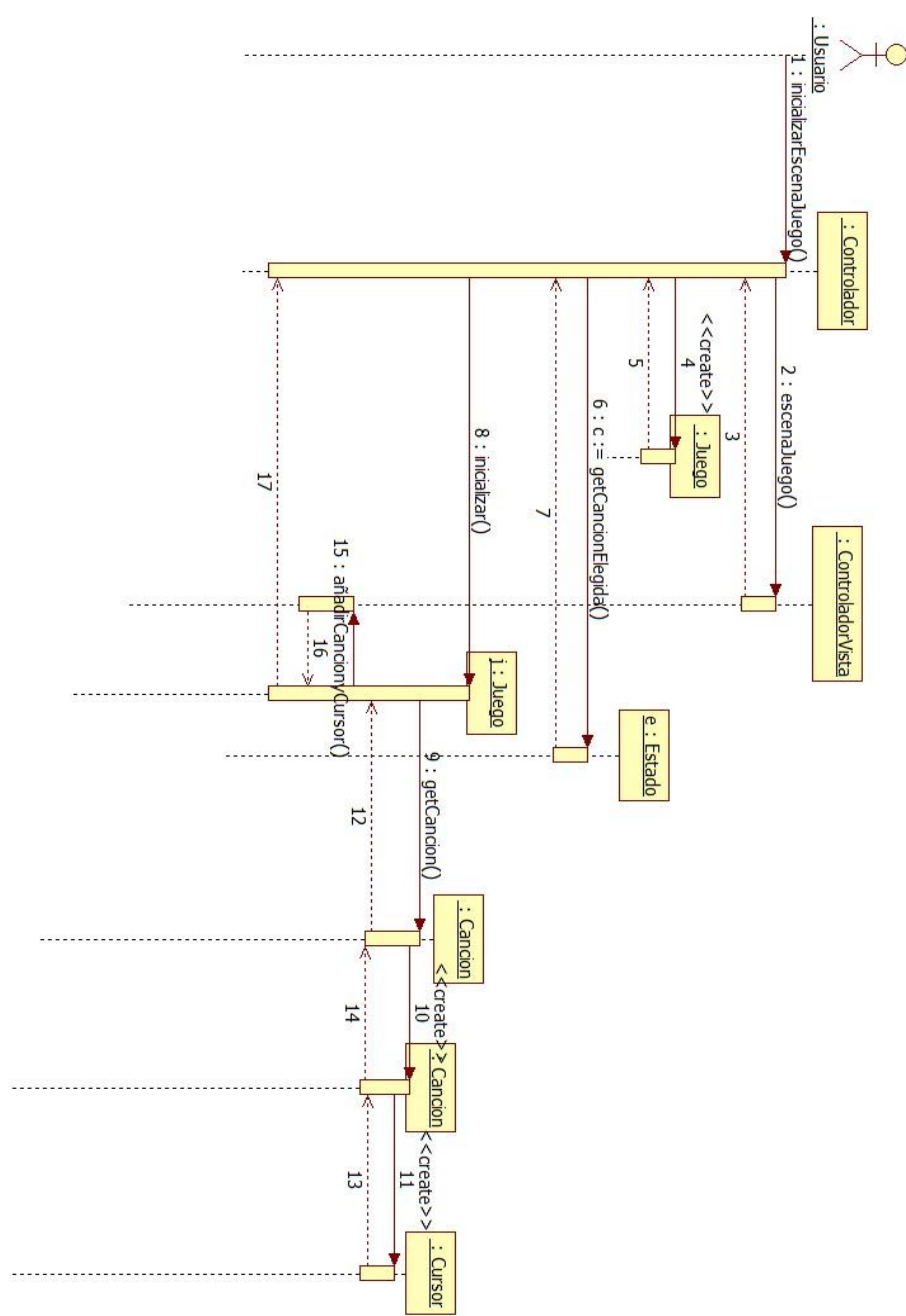 : Usuario
: Controlador
: ControladorVista
: Juego
j : Juego
e : Estado
: Cancion
: Cancion
: Cursor
1 : inicializarEscenaJuego()
2 : escenaJuego()
3
<<create>>
4
5
6 : c := getCancionElegida()
7
8 : inicializar()
9 : getCancion()
<<create>>
10
<<create>>
11
12
13
14
15 : añadirCancionyCursor()
16
17